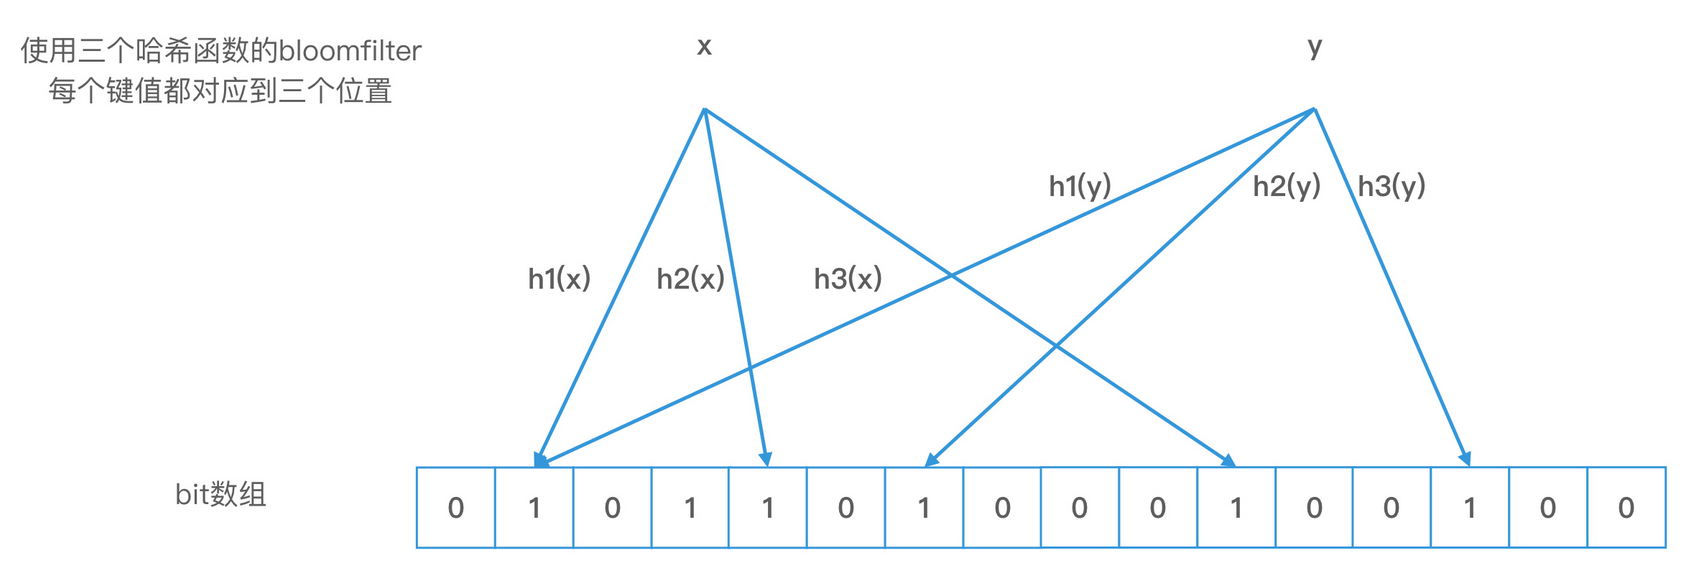 使用三个哈希函数的bloomfilter
每个键值都对应到三个位置
x
y
h1(y)
h2(y)
h3(y)
h1(x)
h2(x)
h3(x)
bit数组
0 1 0 1 1 0 1 0 0 0 1 0 0 1 0 0